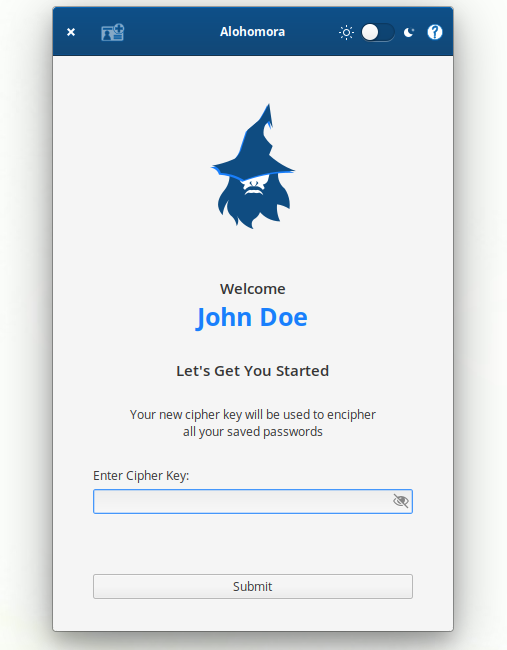 Alohomora
Welcome
John Doe
Let's Get You Started
Your new cipher key will be used to encipher
all your saved passwords
Enter Cipher Key:
Submit